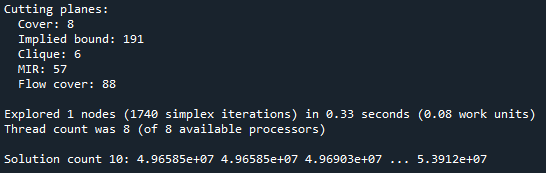 Cutting planes:
  Cover: 8
  Implied bound: 191
  Clique: 6
  MIR: 57
  Flow cover: 88

Explored 1 nodes (1740 simplex iterations) in 0.33 seconds (0.08 work units)
Thread count was 8 (of 8 available processors)

Solution count 10: 4.96585e+07 4.96585e+07 4.96903e+07 ... 5.3912e+07